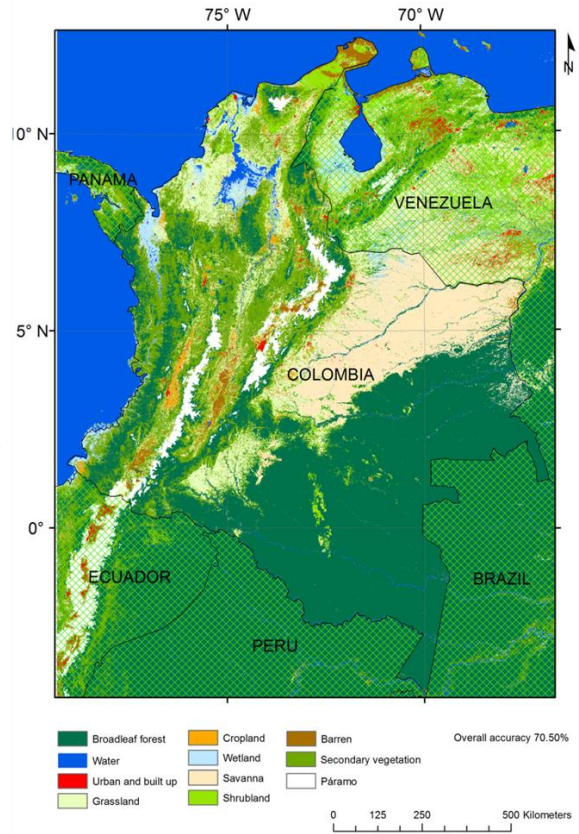 75° W 70° W
N
0° N
PANAMA
VENEZUELA
5° N
COLOMBIA
0°
ECUADOR
BRAZIL
PERU
Broadleaf forest Cropland Barren Overall accuracy 70.50%
Water Wetland Secondary vegetation
Urban and built up Savanna Páramo
Grassland Shrubland
0 125 250 500 Kilometers